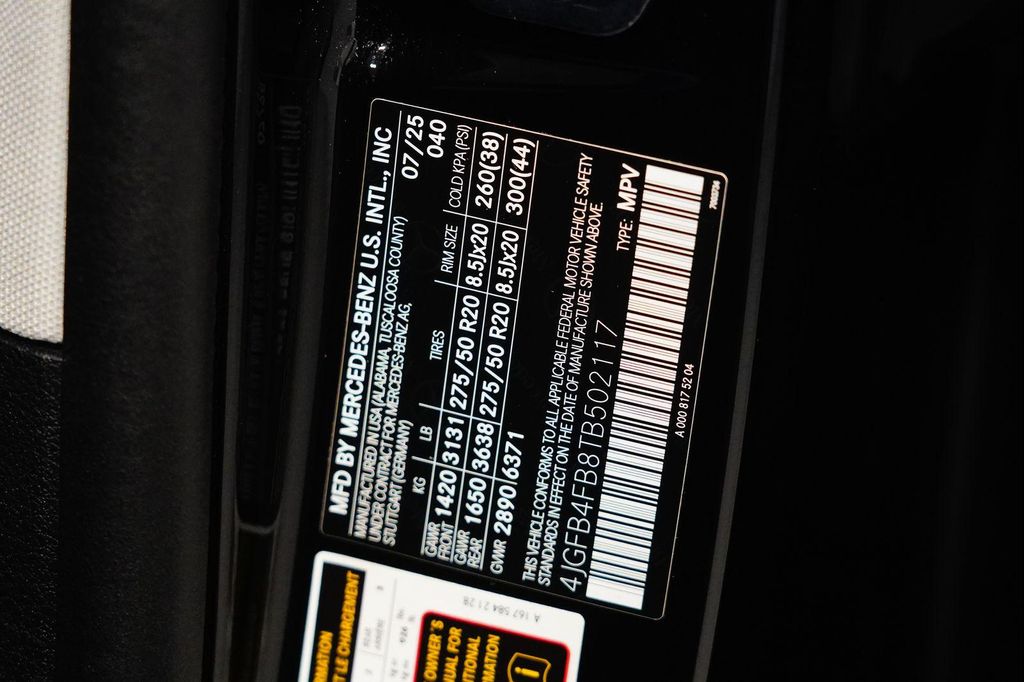 MFD BY MERCEDES-BENZ U.S. INTL., INC
MANUFACTURED IN USA (ALABAMA, TUSCALOOSA COUNTY) 07/25
UNDER CONTRACT FOR MERCEDES-BENZ AG, 040
STUTTGART (GERMANY)
KG LB TIRES RIM SIZE COLD KPA (PSI)
GAWR FRONT 1420 3131 275/50 R20 8.5Jx20 260(38)
GAWR REAR 1650 3638 275/50 R20 8.5Jx20 300(44)
GVWR 2890 6371
THIS VEHICLE CONFORMS TO ALL APPLICABLE FEDERAL MOTOR VEHICLE SAFETY
STANDARDS IN EFFECT ON THE DATE OF MANUFACTURE SHOWN ABOVE.
4JGFB4FB8TB502117 TYPE: MPV
A 000 817 52 04
A 167 584 21 28
ET LE CHARGEMENT
OWNER'S